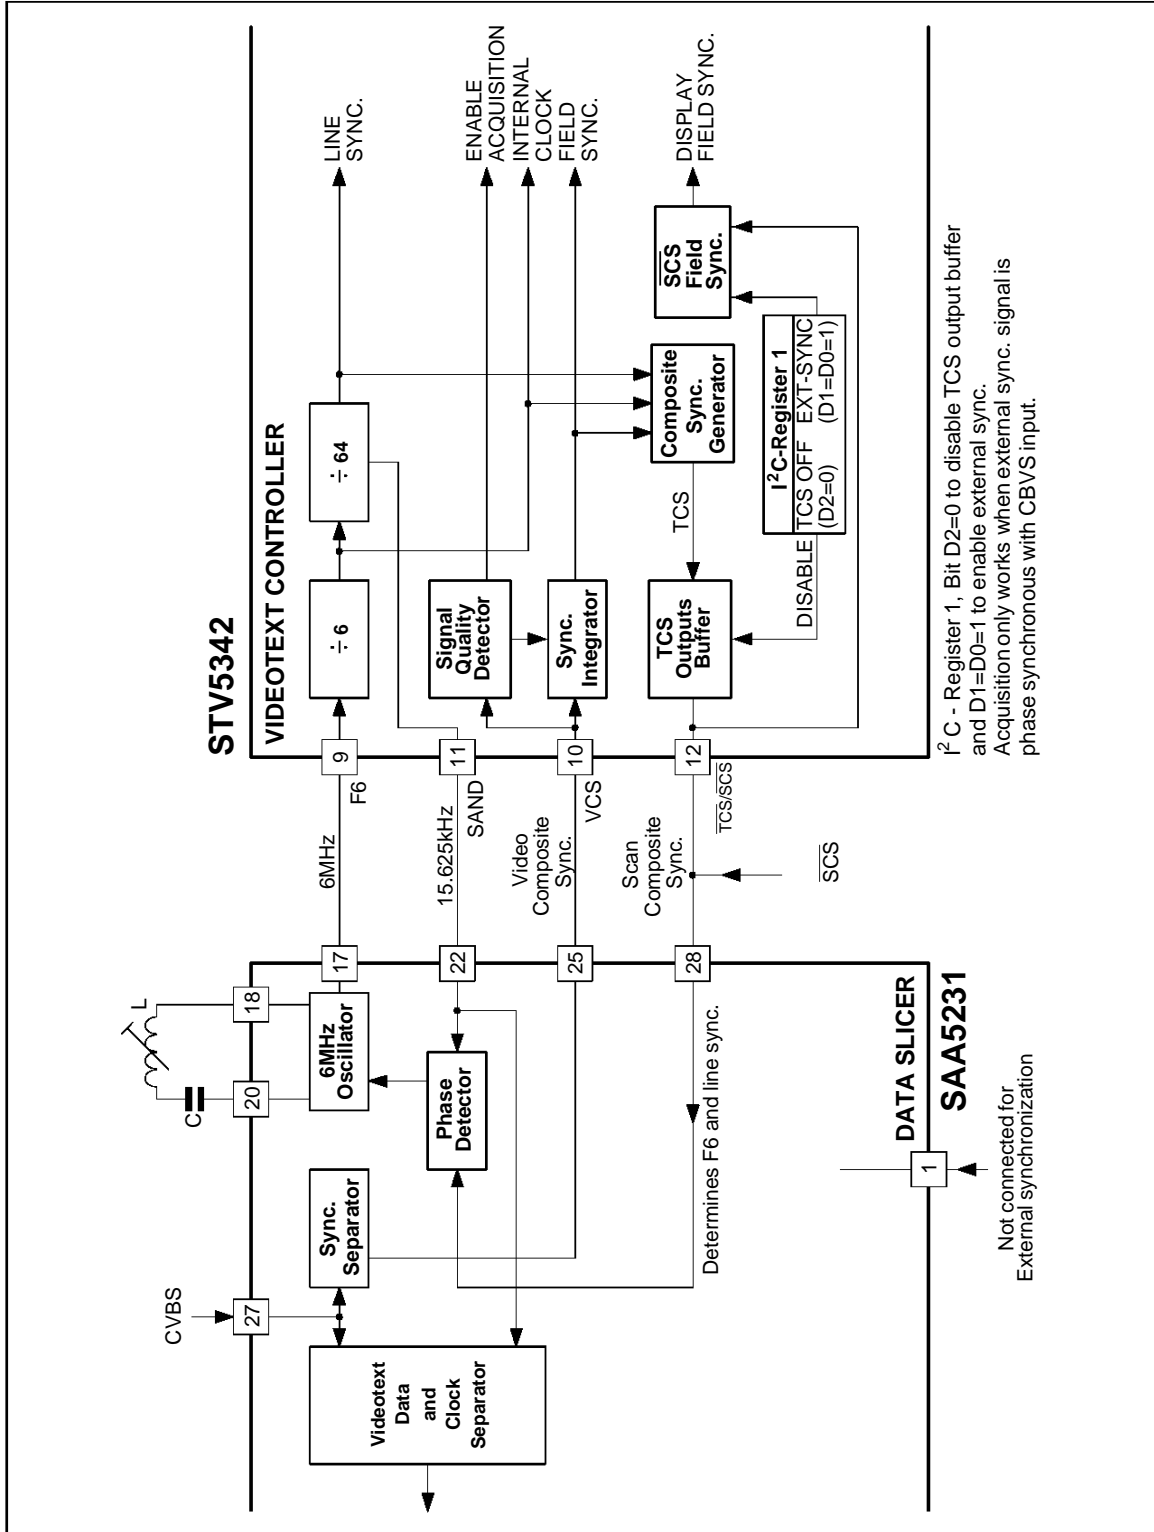 STV5342
VIDEOTEXT CONTROLLER
÷ 6
÷ 64
LINE
SYNC.
Signal
Quality
Detector
ENABLE
ACQUISITION
INTERNAL
CLOCK
Sync.
Integrator
FIELD
SYNC.
TCS
Outputs
Buffer
TCS
Composite
Sync.
Generator
SCS
Field
Sync.
DISPLAY
FIELD SYNC.
DISABLE
I²C-Register 1
TCS OFF EXT-SYNC
(D2=0) (D1=D0=1)
9
F6
11
SAND
10
VCS
12
TCS/SCS
6MHz
15.625kHz
Video
Composite
Sync.
Scan
Composite
Sync.
SCS
I² C - Register 1, Bit D2=0 to disable TCS output buffer
and D1=D0=1 to enable external sync.
Acquisition only works when external sync. signal is
phase synchronous with CBVS input.
17
22
25
28
18
20
L
C
6MHz
Oscillator
Phase
Detector
Sync.
Separator
CVBS
27
Videotext
Data
and
Clock
Separator
Determines F6 and line sync.
DATA SLICER
SAA5231
1
Not connected for
External synchronization